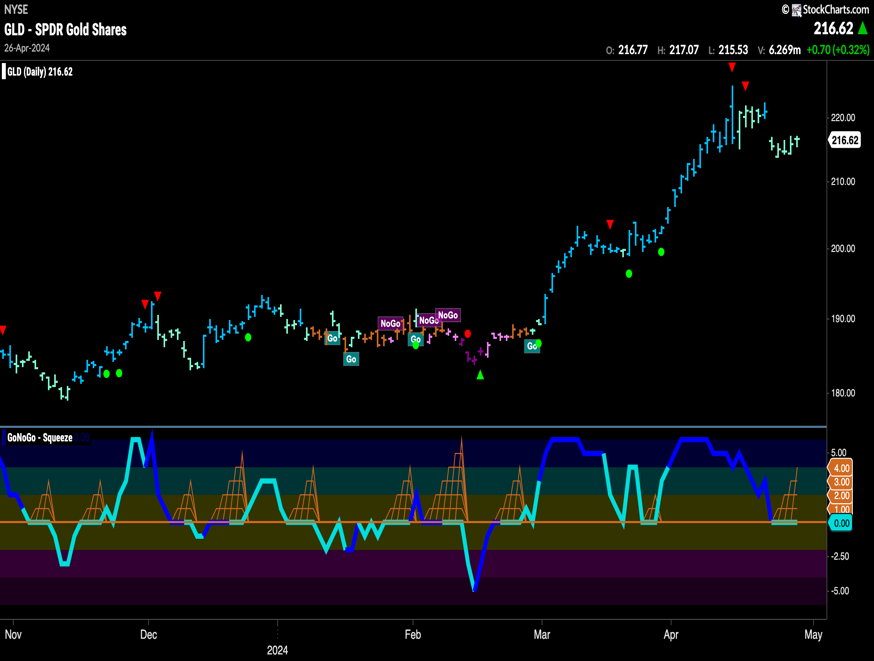 NYSE
© StockCharts.com
GLD - SPDR Gold Shares
216.62
26-Apr-2024
O: 216.77 H: 217.07 L: 215.53 V: 6.269m +0.70 (+0.32%)
GLD (Daily) 216.62
220.00
216.62
210.00
200.00
190.00
180.00
Go
Go
NoGo
Go
NoGo
NoGo
Go
GoNoGo - Squeeze
5.00
4.00
3.00
2.00
1.00
0.00
-2.50
-5.00
Nov Dec Feb Mar Apr May
2024